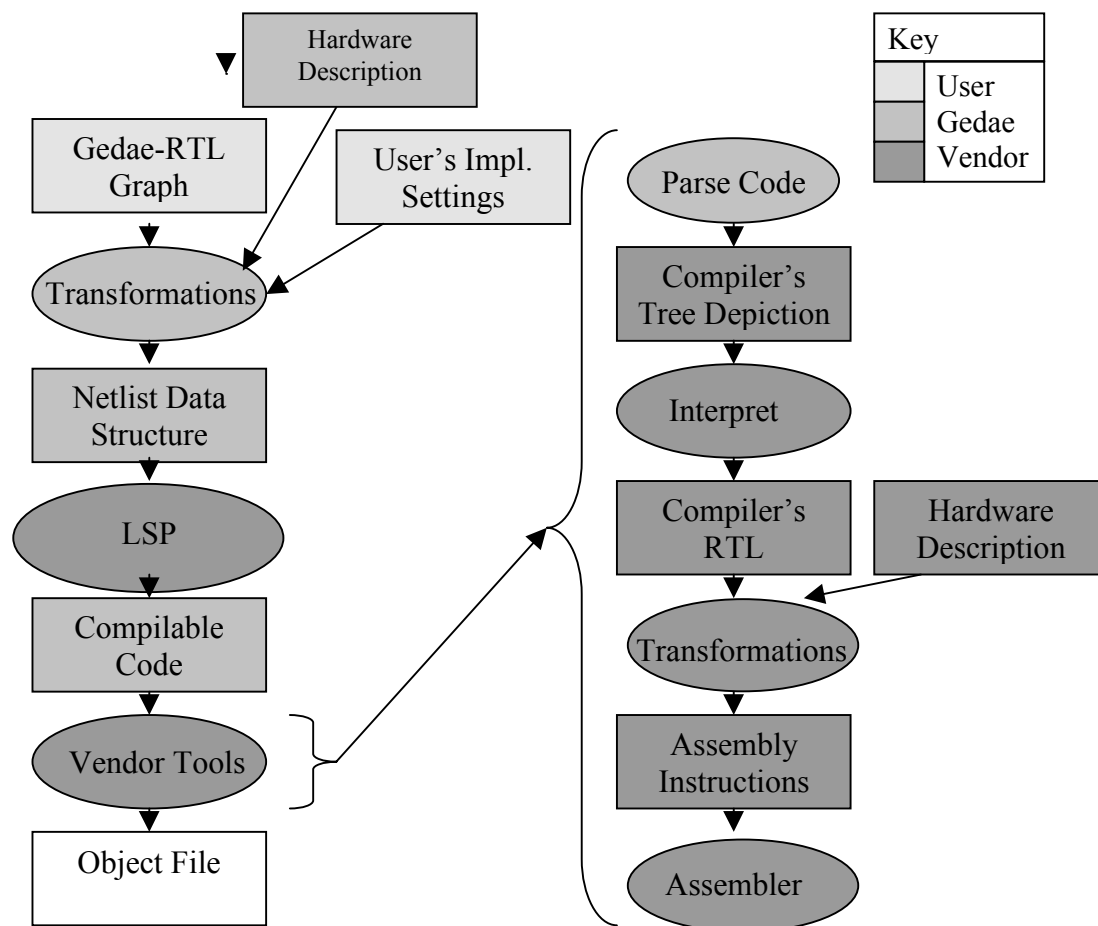 Hardware
Description
Gedae-RTL
Graph
User's Impl.
Settings
Transformations
Netlist Data
Structure
LSP
Compilable
Code
Vendor Tools
Object File
Parse Code
Compiler's
Tree Depiction
Interpret
Compiler's
RTL
Hardware
Description
Transformations
Assembly
Instructions
Assembler
Key
User
Gedae
Vendor